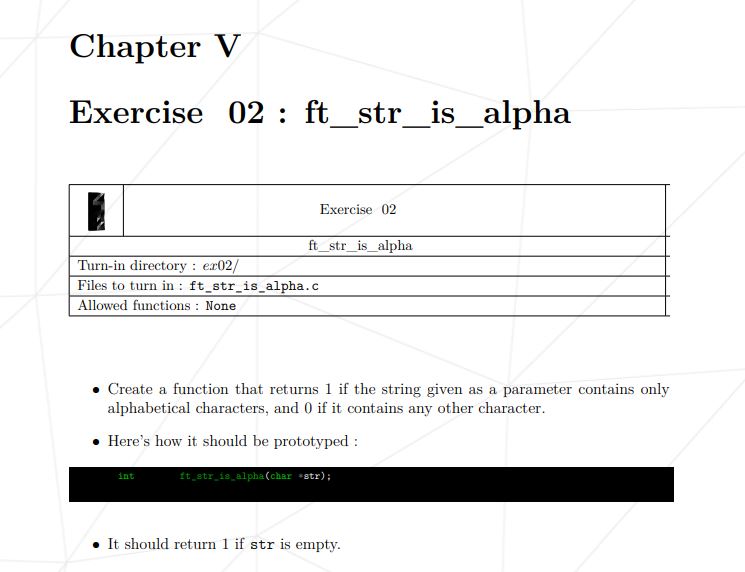 Chapter V
Exercise 02 : ft_str_is_alpha
Exercise 02
ft_str_is_alpha
Turn-in directory : ex02/
Files to turn in : ft_str_is_alpha.c
Allowed functions : None
• Create a function that returns 1 if the string given as a parameter contains only
alphabetical characters, and 0 if it contains any other character.
• Here's how it should be prototyped :
int ft_str_is_alpha(char *str);
• It should return 1 if str is empty.